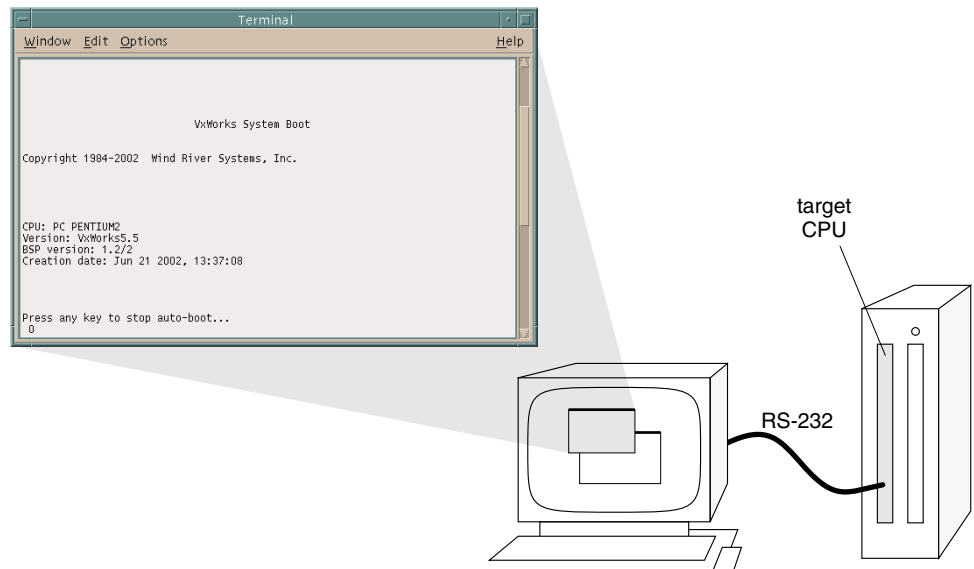 Terminal
Window Edit Options Help
VxWorks System Boot
Copyright 1984-2002 Wind River Systems, Inc.
CPU: PC PENTIUM2
Version: VxWorks5.5
BSP version: 1.2/2
Creation date: Jun 21 2002, 13:37:08
Press any key to stop auto-boot...
0
target
CPU
RS-232